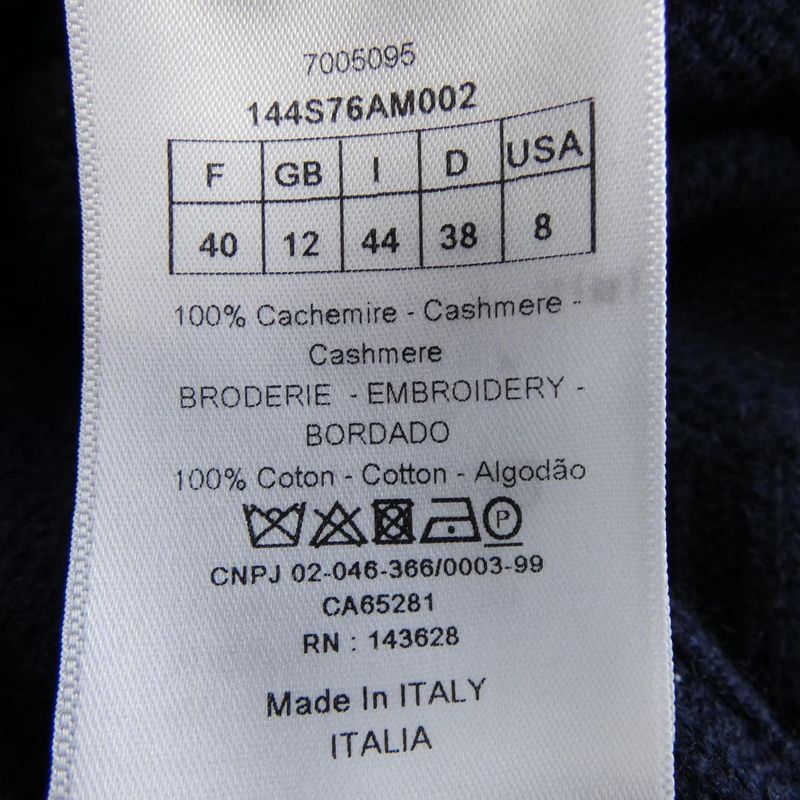 7005095
144S76AM002
F GB I D USA
40 12 44 38 8
100% Cachemire - Cashmere -
Cashmere
BRODERIE - EMBROIDERY -
BORDADO
100% Coton - Cotton - Algodão
P
CNPJ 02-046-366/0003-99
CA65281
RN : 143628
Made In ITALY
ITALIA